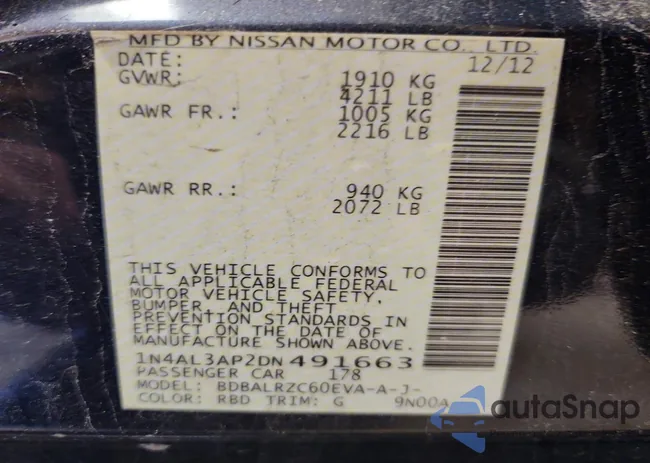 MFD BY NISSAN MOTOR CO., LTD.
DATE: 12/12
GVWR: 1910 KG
4211 LB
GAWR FR.: 1005 KG
2216 LB
GAWR RR.: 940 KG
2072 LB
THIS VEHICLE CONFORMS TO
ALL APPLICABLE FEDERAL
MOTOR VEHICLE SAFETY,
BUMPER, AND THEFT
PREVENTION STANDARDS IN
EFFECT ON THE DATE OF
MANUFACTURE SHOWN ABOVE.
1N4AL3AP2DN491663
PASSENGER CAR 178
MODEL: BDBALRZC60EVA-A-J-
COLOR: RBD TRIM: G 9N00A
autoSnap